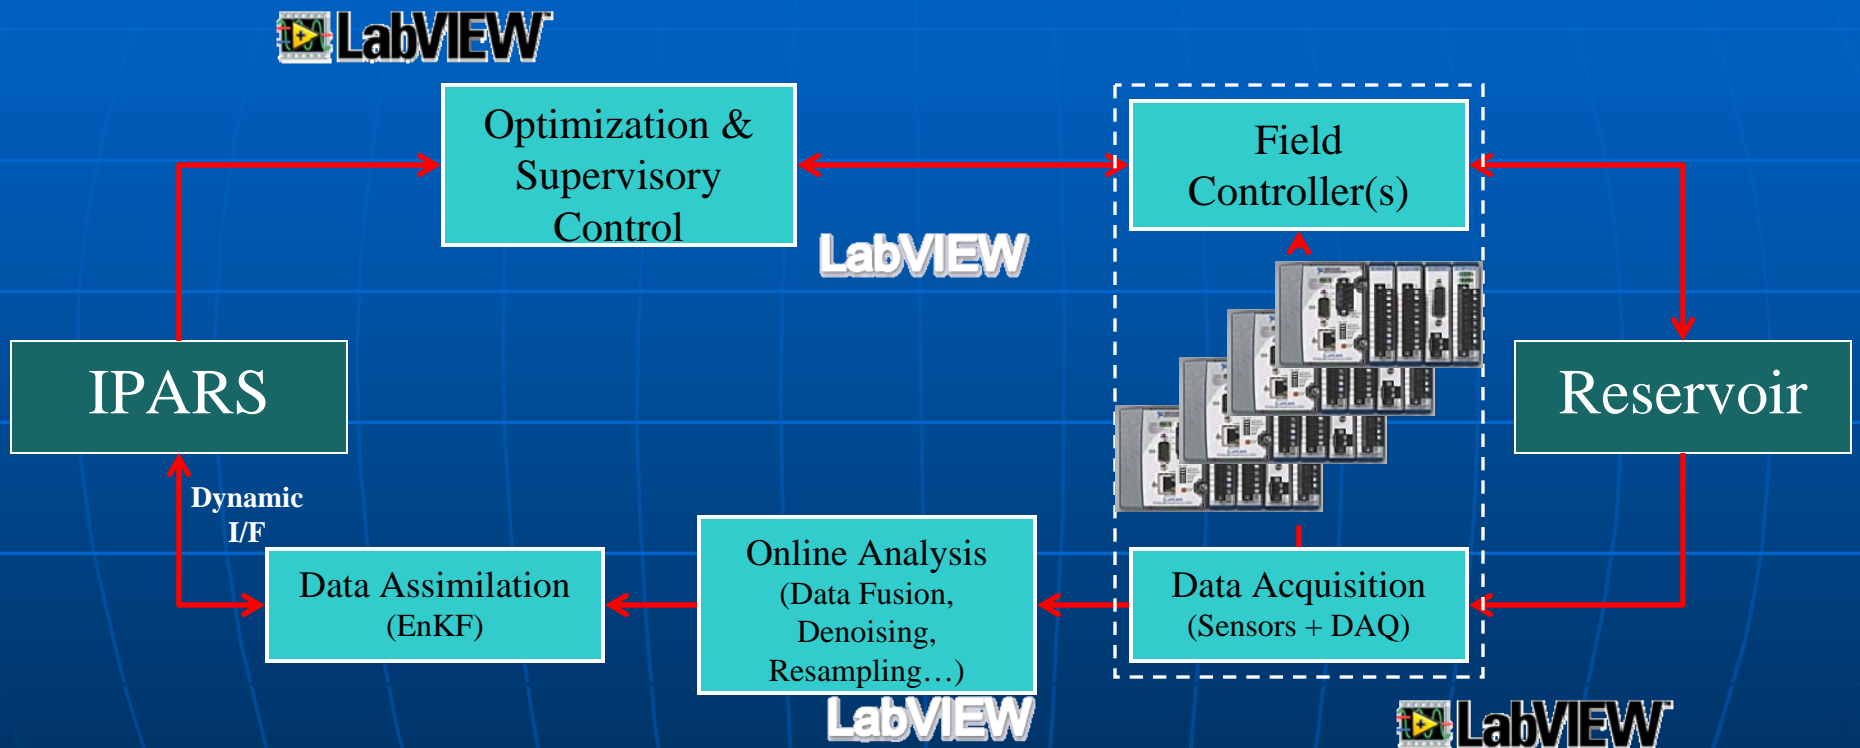 LabVIEW
Optimization &
Supervisory
Control
Field
Controller(s)
LabVIEW
IPARS
Reservoir
Dynamic
I/F
Data Assimilation
(EnKF)
Online Analysis
(Data Fusion,
Denoising,
Resampling…)
Data Acquisition
(Sensors + DAQ)
LabVIEW
LabVIEW